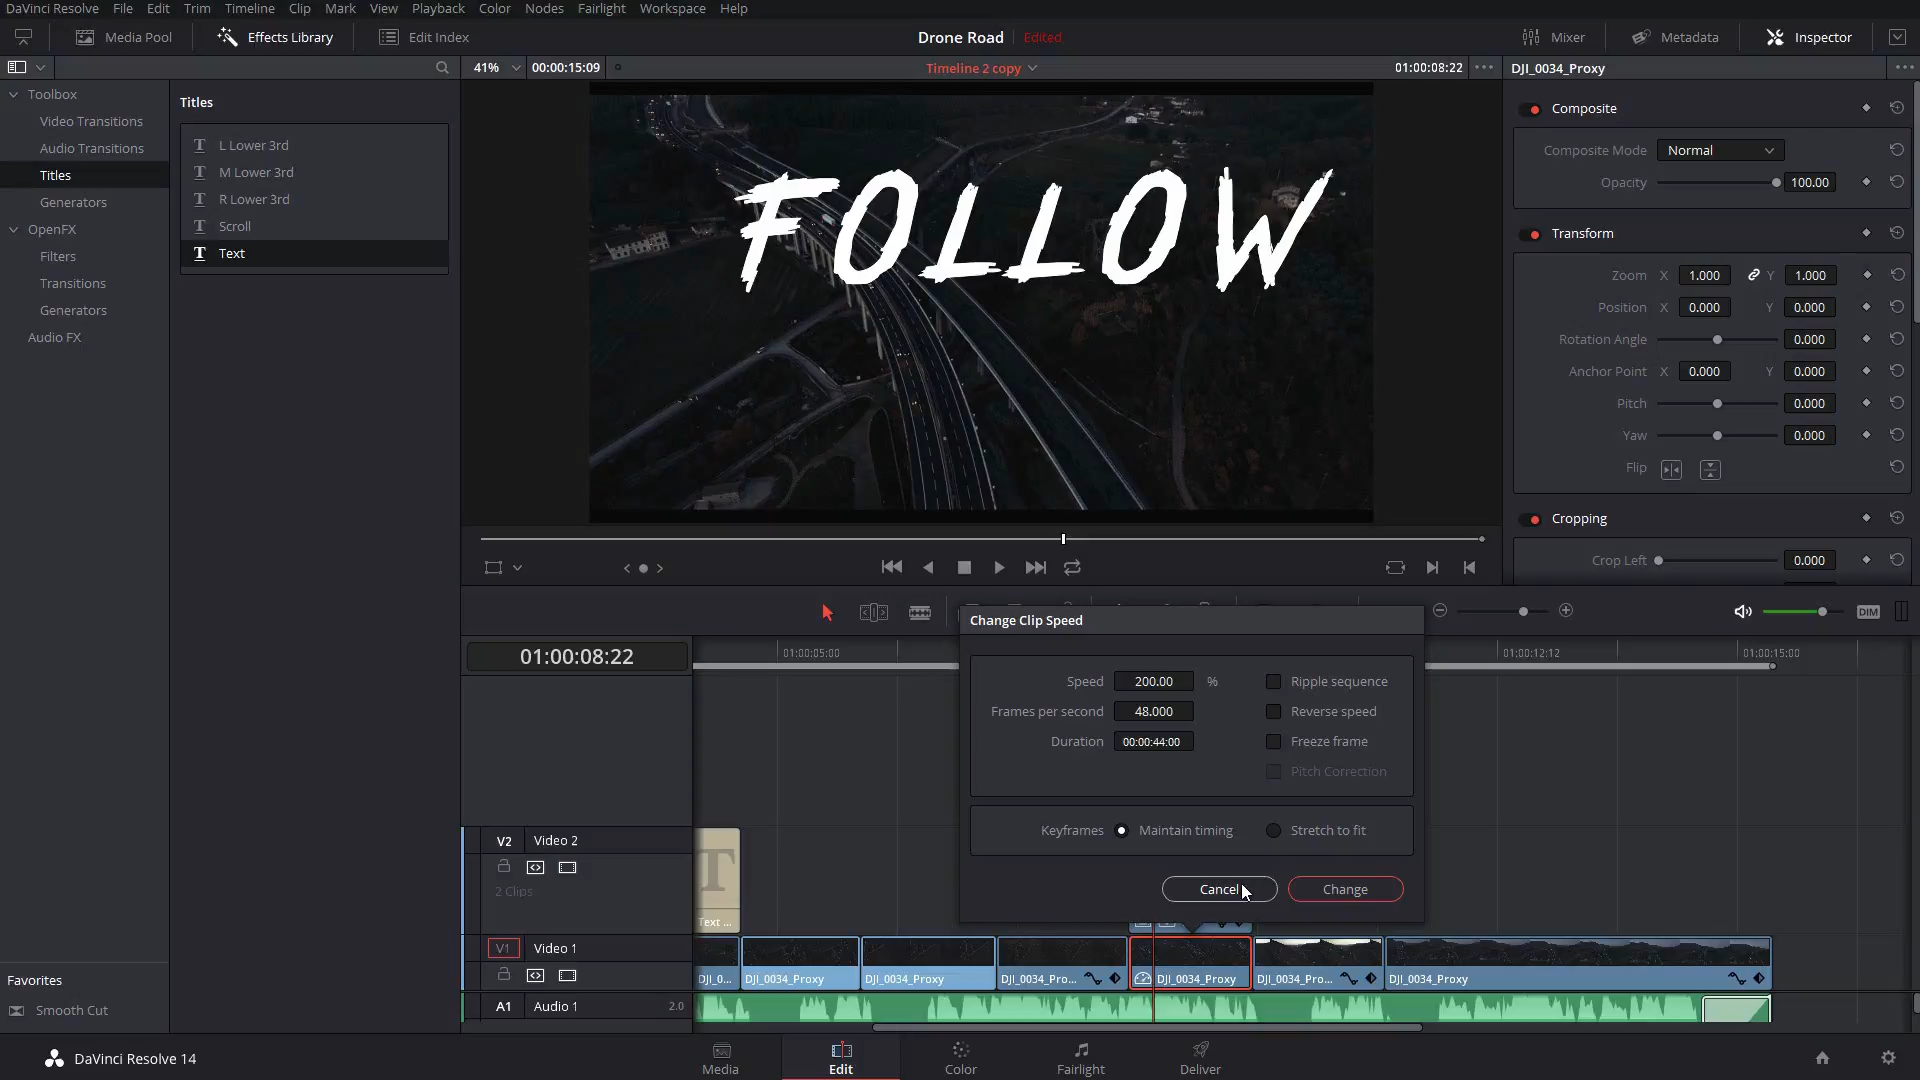 DaVinci Resolve File Edit Trim Timeline Clip Mark View Playback Color Nodes Fairlight Workspace Help
Media Pool Effects Library Edit Index Drone Road Edited Mixer Metadata Inspector
41% 00:00:15:09 Timeline 2 copy 01:00:08:22 DJI_0034_Proxy
Toolbox
Video Transitions
Audio Transitions
Titles
Generators
OpenFX
Filters
Transitions
Generators
Audio FX
Titles
T L Lower 3rd
T M Lower 3rd
T R Lower 3rd
T Scroll
T Text
FOLLOW
Composite
Composite Mode Normal
Opacity 100.00
Transform
Zoom X 1.000 Y 1.000
Position X 0.000 Y 0.000
Rotation Angle 0.000
Anchor Point X 0.000 Y 0.000
Pitch 0.000
Yaw 0.000
Flip
Cropping
Crop Left 0.000
DIM
Change Clip Speed
Speed 200.00 % Ripple sequence
Frames per second 48.000 Reverse speed
Duration 00:00:44:00 Freeze frame
Pitch Correction
Keyframes Maintain timing Stretch to fit
Cancel Change
01:00:08:22 01:00:05:00 01:00:12:12 01:00:15:00
V2 Video 2
2 Clips
T
Text ...
V1 Video 1
DJI_0... DJI_0034_Proxy DJI_0034_Proxy DJI_0034_Pro... DJI_0034_Proxy DJI_0034_Pro... DJI_0034_Proxy
A1 Audio 1 2.0
Favorites
Smooth Cut
DaVinci Resolve 14
Media Edit Color Fairlight Deliver